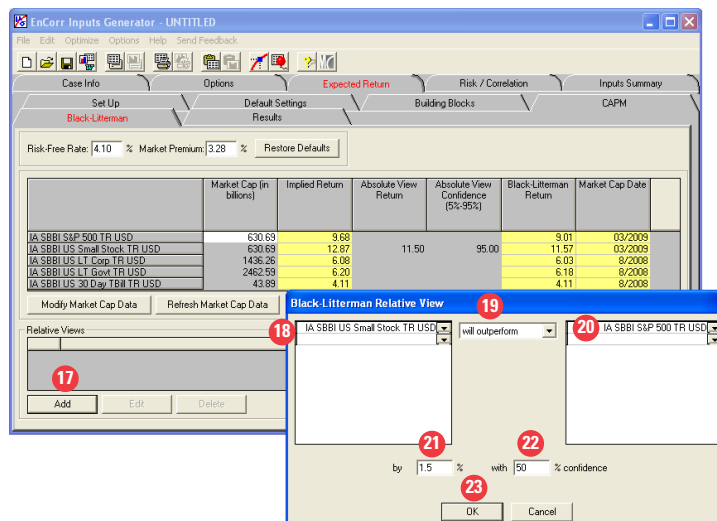 EnCorr Inputs Generator - UNTITLED
File Edit Optimize Options Help Send Feedback
Case Info Options Expected Return Risk / Correlation Inputs Summary
Set Up Default Settings Building Blocks CAPM
Black-Litterman Results
Risk-Free Rate: 4.10 % Market Premium: 3.28 % Restore Defaults
Market Cap (in billions) Implied Return Absolute View Return Absolute View Confidence (5%-95%) Black-Litterman Return Market Cap Date
IA SBBI S&P 500 TR USD 630.69 9.68 9.01 03/2009
IA SBBI US Small Stock TR USD 630.69 12.87 11.50 95.00 11.57 03/2009
IA SBBI US LT Corp TR USD 1436.26 6.08 6.03 8/2008
IA SBBI US LT Govt TR USD 2462.59 6.20 6.18 8/2008
IA SBBI US 30 Day TBill TR USD 43.89 4.11 4.11 8/2008
Modify Market Cap Data Refresh Market Cap Data
Relative Views
17
Add Edit Delete
Black-Litterman Relative View
19
18 IA SBBI US Small Stock TR USD will outperform 20 IA SBBI S&P 500 TR USD
21 22
by 1.5 % with 50 % confidence
23
OK Cancel